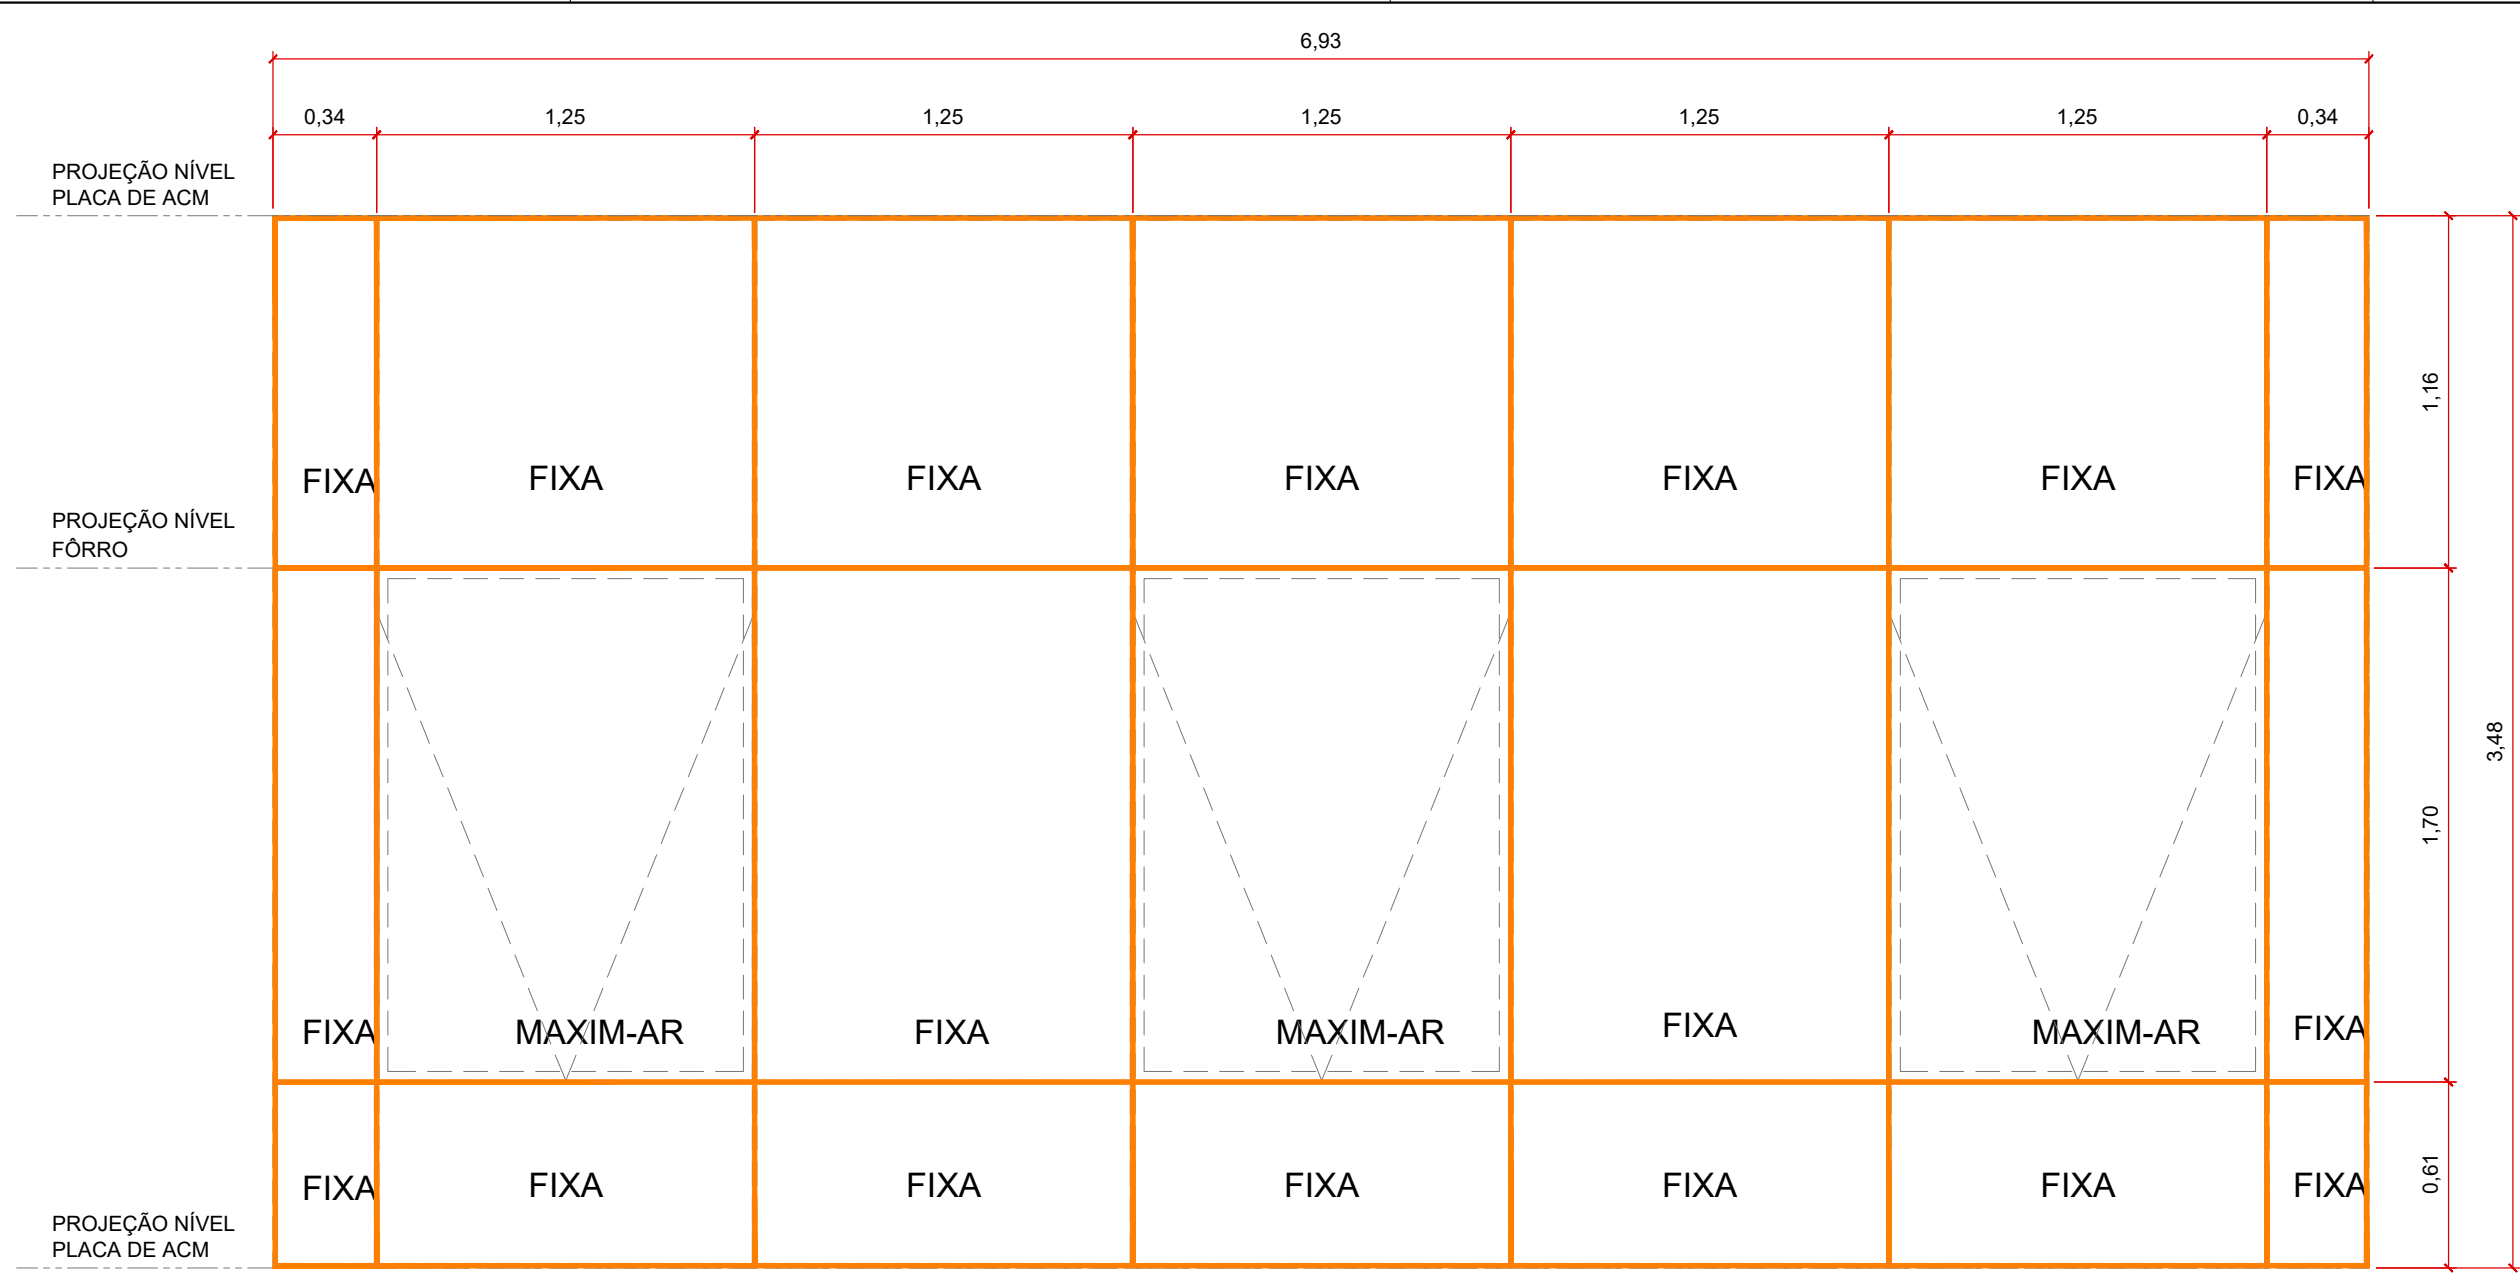 6,93
0,34 1,25 1,25 1,25 1,25 1,25 0,34
PROJEÇÃO NÍVEL
PLACA DE ACM
1,16
FIXA FIXA FIXA FIXA FIXA FIXA FIXA
PROJEÇÃO NÍVEL
FÔRRO
3,48
1,70
FIXA MAXIM-AR FIXA MAXIM-AR FIXA MAXIM-AR FIXA
FIXA FIXA FIXA FIXA FIXA FIXA FIXA
0,61
PROJEÇÃO NÍVEL
PLACA DE ACM